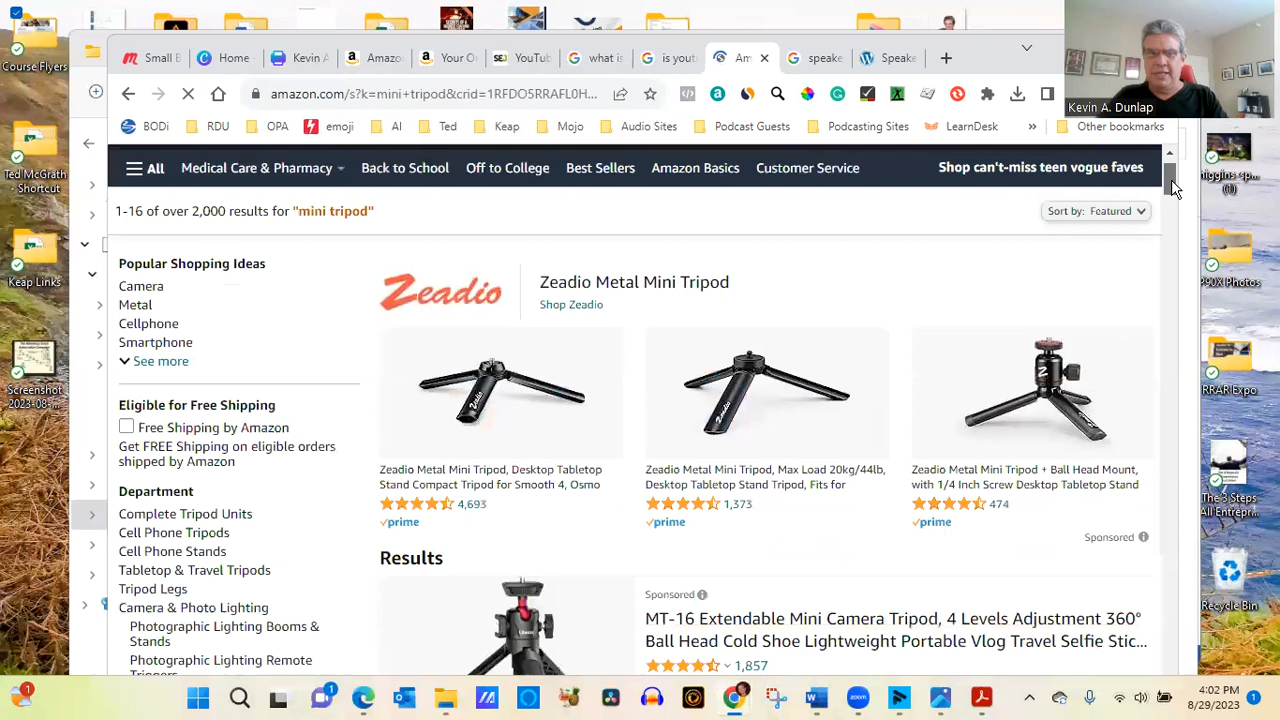 Course Flyers
Ted McGrath - Shortcut
Keap Links
Screenshot 2023-08-...
Small B
Home
Kevin A
Amazo
Your O
SEJ
YouTub
what is
is yout
Am
speake
Speake
Kevin A. Dunlap
amazon.com/s?k=mini+tripod&crid=1RFDO5RRAFL0H...
BODi
RDU
OPA
emoji
AI
Ted
Keap
Mojo
Audio Sites
Podcast Guests
Podcasting Sites
LearnDesk
Other bookmarks
All
Medical Care & Pharmacy
Back to School
Off to College
Best Sellers
Amazon Basics
Customer Service
Shop can't-miss teen vogue faves
1-16 of over 2,000 results for "mini tripod"
Sort by: Featured
Popular Shopping Ideas
Camera
Metal
Cellphone
Smartphone
See more
Eligible for Free Shipping
Free Shipping by Amazon
Get FREE Shipping on eligible orders
shipped by Amazon
Department
Complete Tripod Units
Cell Phone Tripods
Cell Phone Stands
Tabletop & Travel Tripods
Tripod Legs
Camera & Photo Lighting
Photographic Lighting Booms &
Stands
Photographic Lighting Remote
Zeadio
Zeadio Metal Mini Tripod
Shop Zeadio
Zeadio Metal Mini Tripod, Desktop Tabletop
Stand Compact Tripod for Smooth 4, Osmo
4,693
prime
Zeadio Metal Mini Tripod, Max Load 20kg/44lb,
Desktop Tabletop Stand Tripod, Fits for
1,373
prime
Zeadio Metal Mini Tripod + Ball Head Mount,
with 1/4 Inch Screw Desktop Tabletop Stand
474
prime
Sponsored
Results
Sponsored
MT-16 Extendable Mini Camera Tripod, 4 Levels Adjustment 360°
Ball Head Cold Shoe Lightweight Portable Vlog Travel Selfie Stic...
1,857
(1)
P90X Photos
RRAR Expo
The 3 Steps
All Entrepr...
Recycle Bin
4:02 PM
8/29/2023